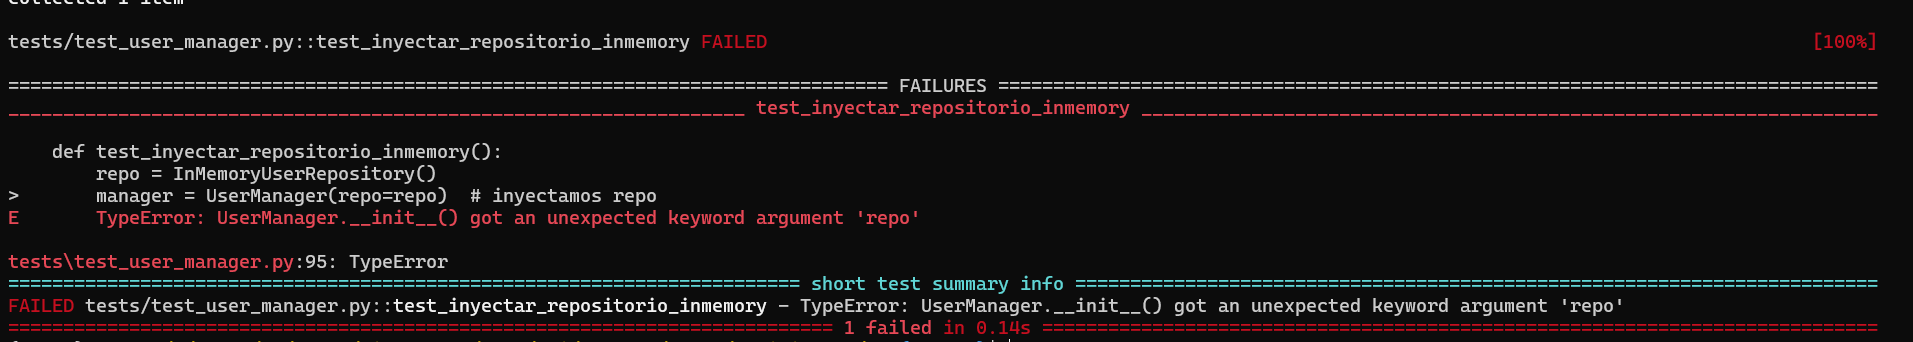 collected 1 item
tests/test_user_manager.py::test_inyectar_repositorio_inmemory FAILED [100%]
================================================================================ FAILURES ================================================================================
___________________________________________________________________ test_inyectar_repositorio_inmemory ___________________________________________________________________
    def test_inyectar_repositorio_inmemory():
        repo = InMemoryUserRepository()
>       manager = UserManager(repo=repo)  # inyectamos repo
E       TypeError: UserManager.__init__() got an unexpected keyword argument 'repo'
tests\test_user_manager.py:95: TypeError
======================================================================== short test summary info =========================================================================
FAILED tests/test_user_manager.py::test_inyectar_repositorio_inmemory - TypeError: UserManager.__init__() got an unexpected keyword argument 'repo'
=========================================================================== 1 failed in 0.14s ============================================================================